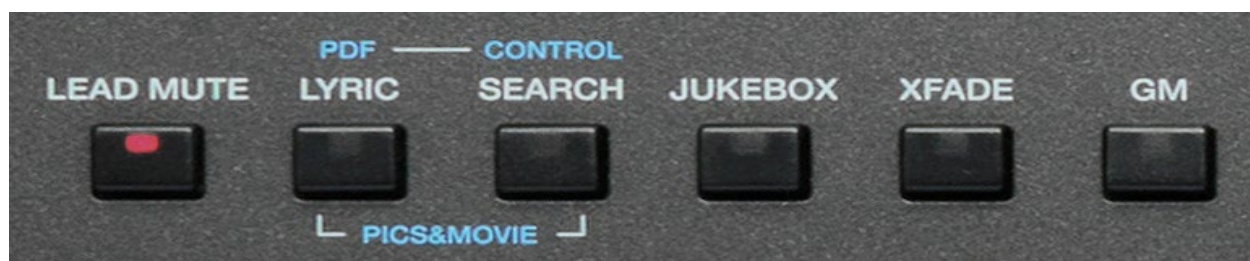 PDF CONTROL
LEAD MUTE LYRIC SEARCH JUKEBOX XFADE GM
PICS&MOVIE